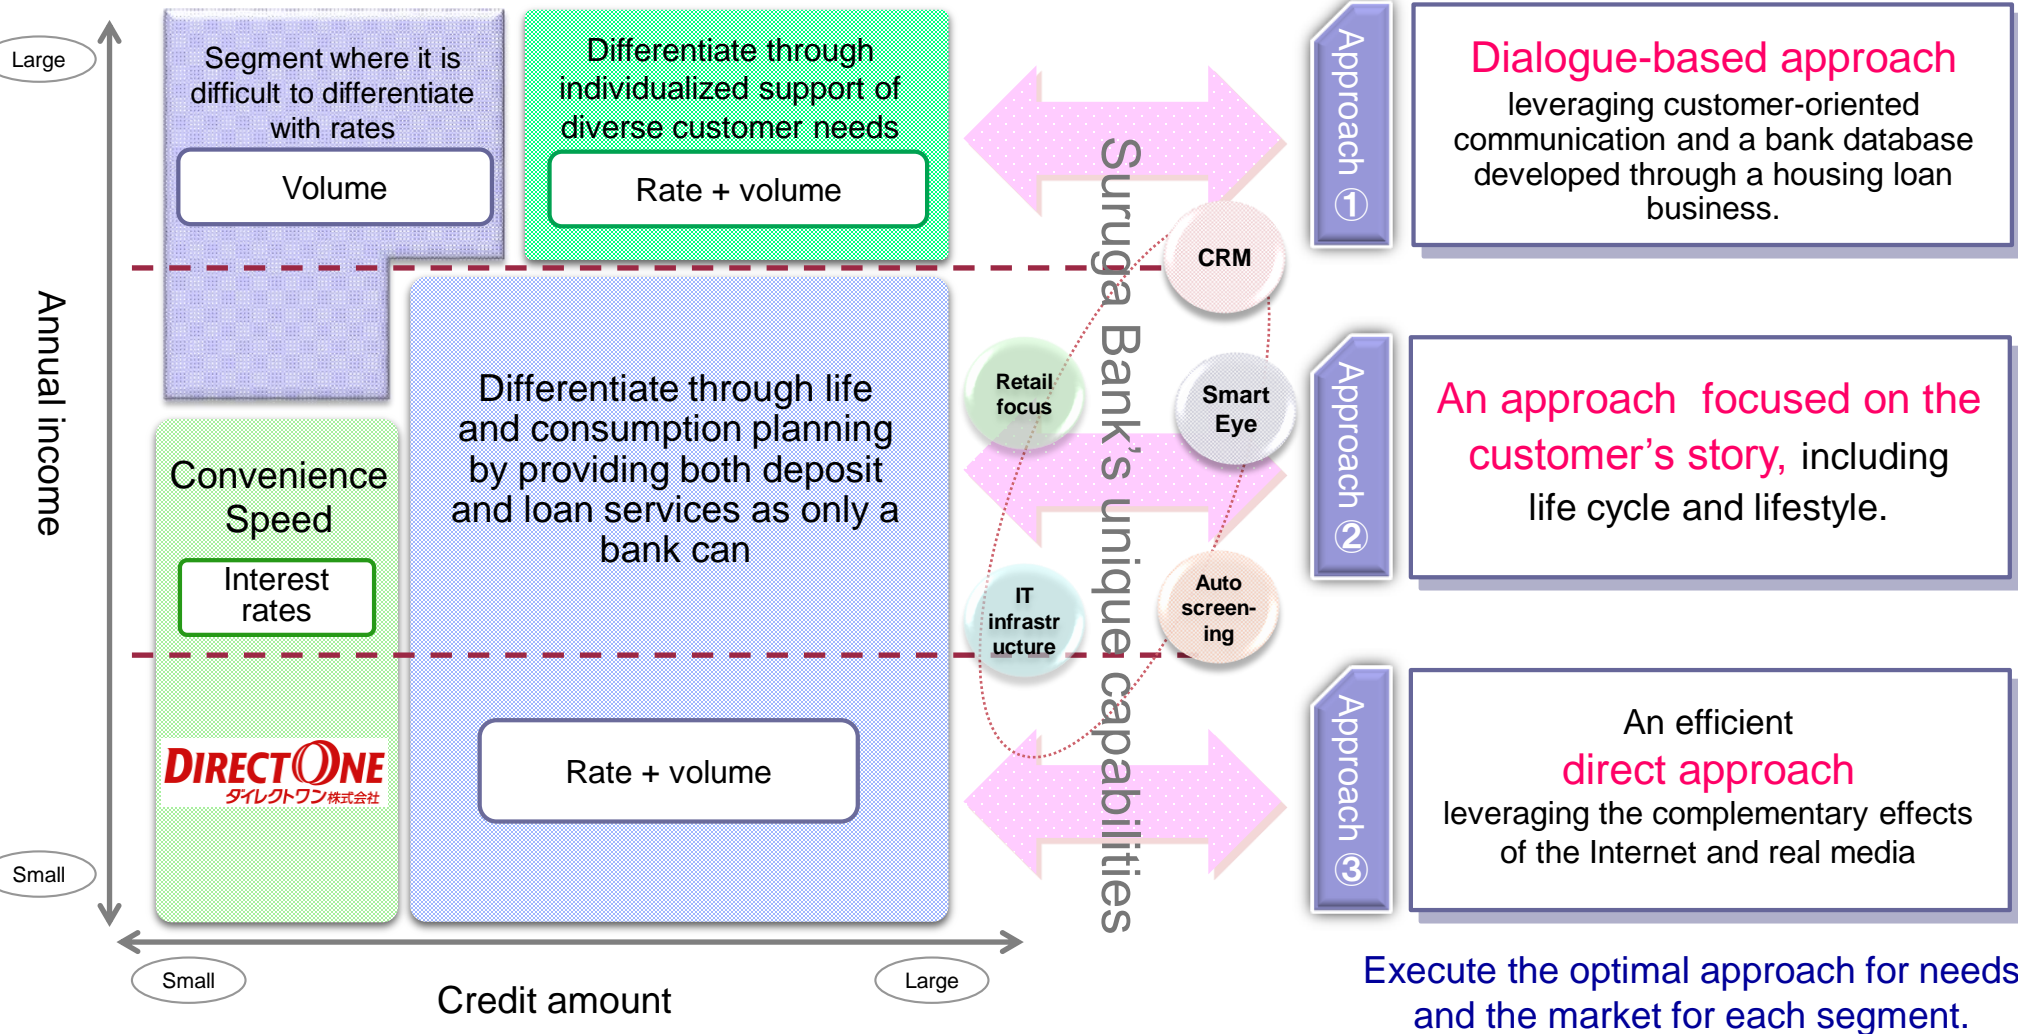 Large
Annual income
Small
Segment where it is
difficult to differentiate
with rates
Volume
Differentiate through
individualized support of
diverse customer needs
Rate + volume
Convenience
Speed
Interest
rates
DIRECTONE
ダイレクトワン株式会社
Differentiate through life
and consumption planning
by providing both deposit
and loan services as only a
bank can
Rate + volume
Small
Credit amount
Large
Suruga Bank’s unique capabilities
CRM
Retail
focus
Smart
Eye
IT
infrastr
ucture
Auto
screen-
ing
Approach ①
Dialogue-based approach
leveraging customer-oriented
communication and a bank database
developed through a housing loan
business.
Approach ②
An approach focused on the
customer’s story, including
life cycle and lifestyle.
Approach ③
An efficient
direct approach
leveraging the complementary effects
of the Internet and real media
Execute the optimal approach for needs
and the market for each segment.